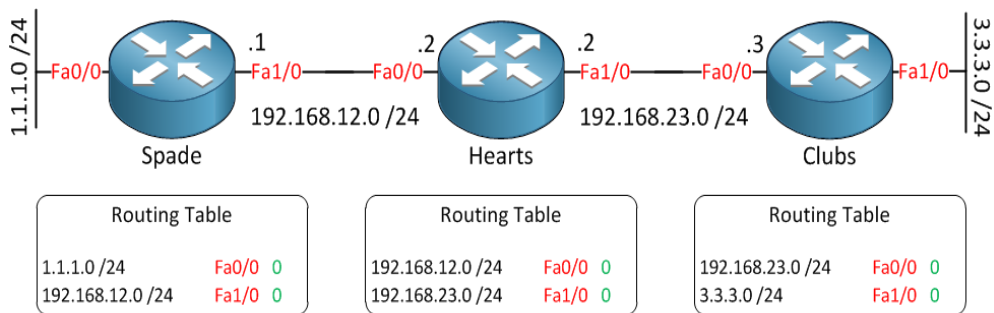 1.1.1.0 /24
Fa0/0
.1
Fa1/0
192.168.12.0 /24
Spade
.2
Fa0/0
.2
Fa1/0
192.168.23.0 /24
Hearts
.3
Fa0/0
Fa1/0
3.3.3.0 /24
Clubs
Routing Table
1.1.1.0 /24 Fa0/0 0
192.168.12.0 /24 Fa1/0 0
Routing Table
192.168.12.0 /24 Fa0/0 0
192.168.23.0 /24 Fa1/0 0
Routing Table
192.168.23.0 /24 Fa0/0 0
3.3.3.0 /24 Fa1/0 0